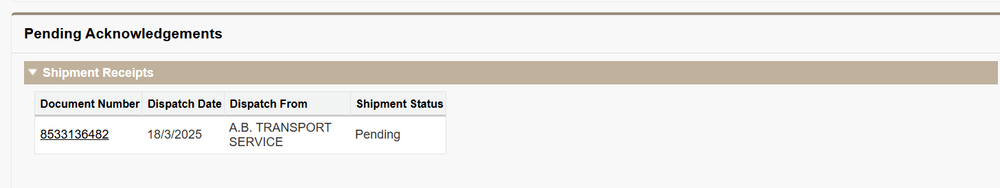 Pending Acknowledgements
Shipment Receipts
Document Number Dispatch Date Dispatch From Shipment Status
8533136482 18/3/2025 A.B. TRANSPORT SERVICE Pending